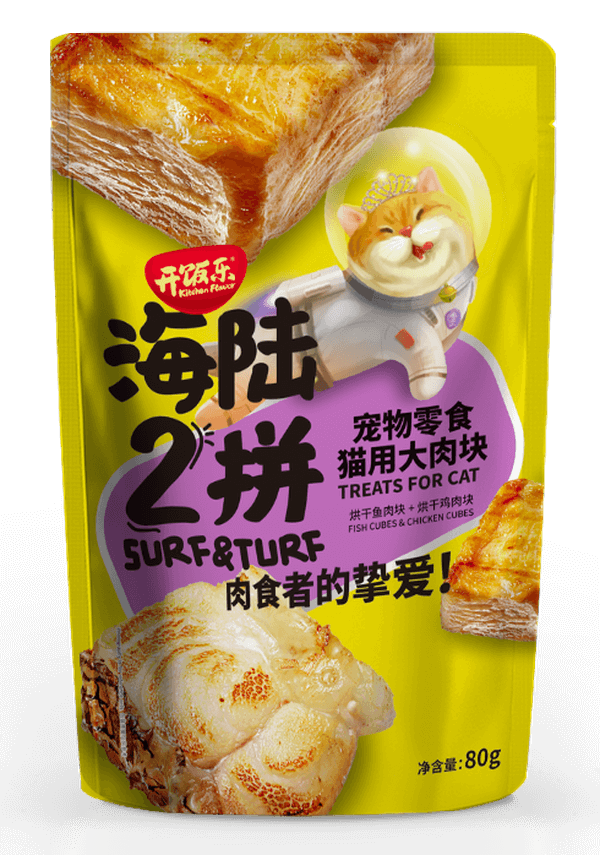 开饭乐
Kitchen Flavor
海陆
2拼
SURF&TURF
宠物零食
猫用大肉块
TREATS FOR CAT
烘干鱼肉块 + 烘干鸡肉块
FISH CUBES & CHICKEN CUBES
肉食者的挚爱!
净含量:80g